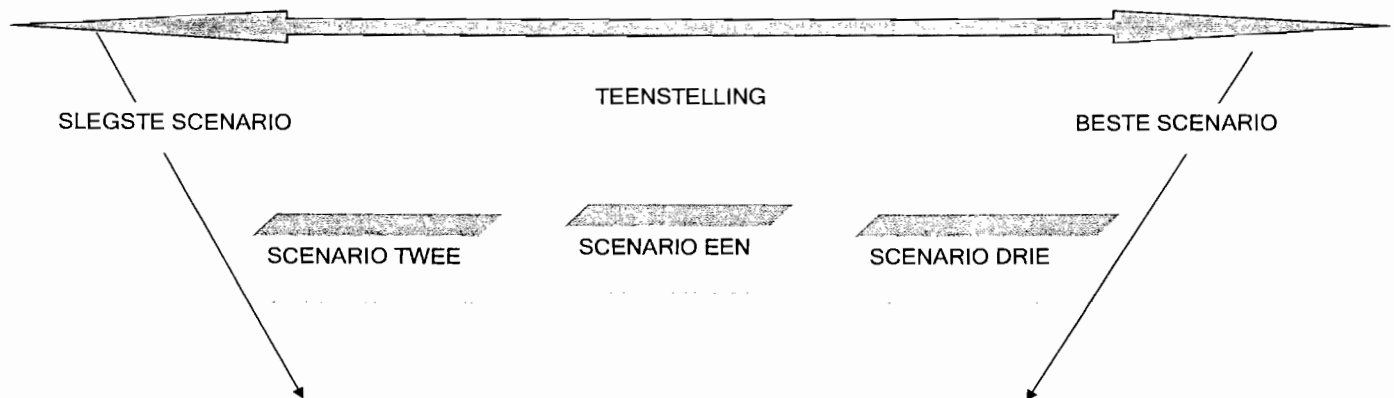 TEENSTELLING
SLEGSTE SCENARIO
BESTE SCENARIO
SCENARIO TWEE
SCENARIO EEN
SCENARIO DRIE